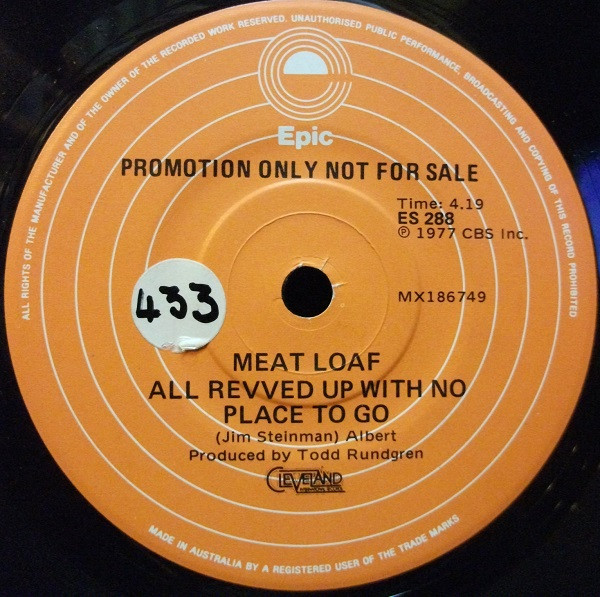 ALL RIGHTS OF THE MANUFACTURER AND OF THE OWNER OF THE RECORDED WORK RESERVED. UNAUTHORISED PUBLIC PERFORMANCE, BROADCASTING AND COPYING OF THIS RECORD PROHIBITED
Epic
PROMOTION ONLY NOT FOR SALE
Time: 4.19
ES 288
℗ 1977 CBS Inc.
MX186749
433
MEAT LOAF
ALL REVVED UP WITH NO
PLACE TO GO
(Jim Steinman) Albert
Produced by Todd Rundgren
CLEVELAND
MADE IN AUSTRALIA BY A REGISTERED USER OF THE TRADE MARKS